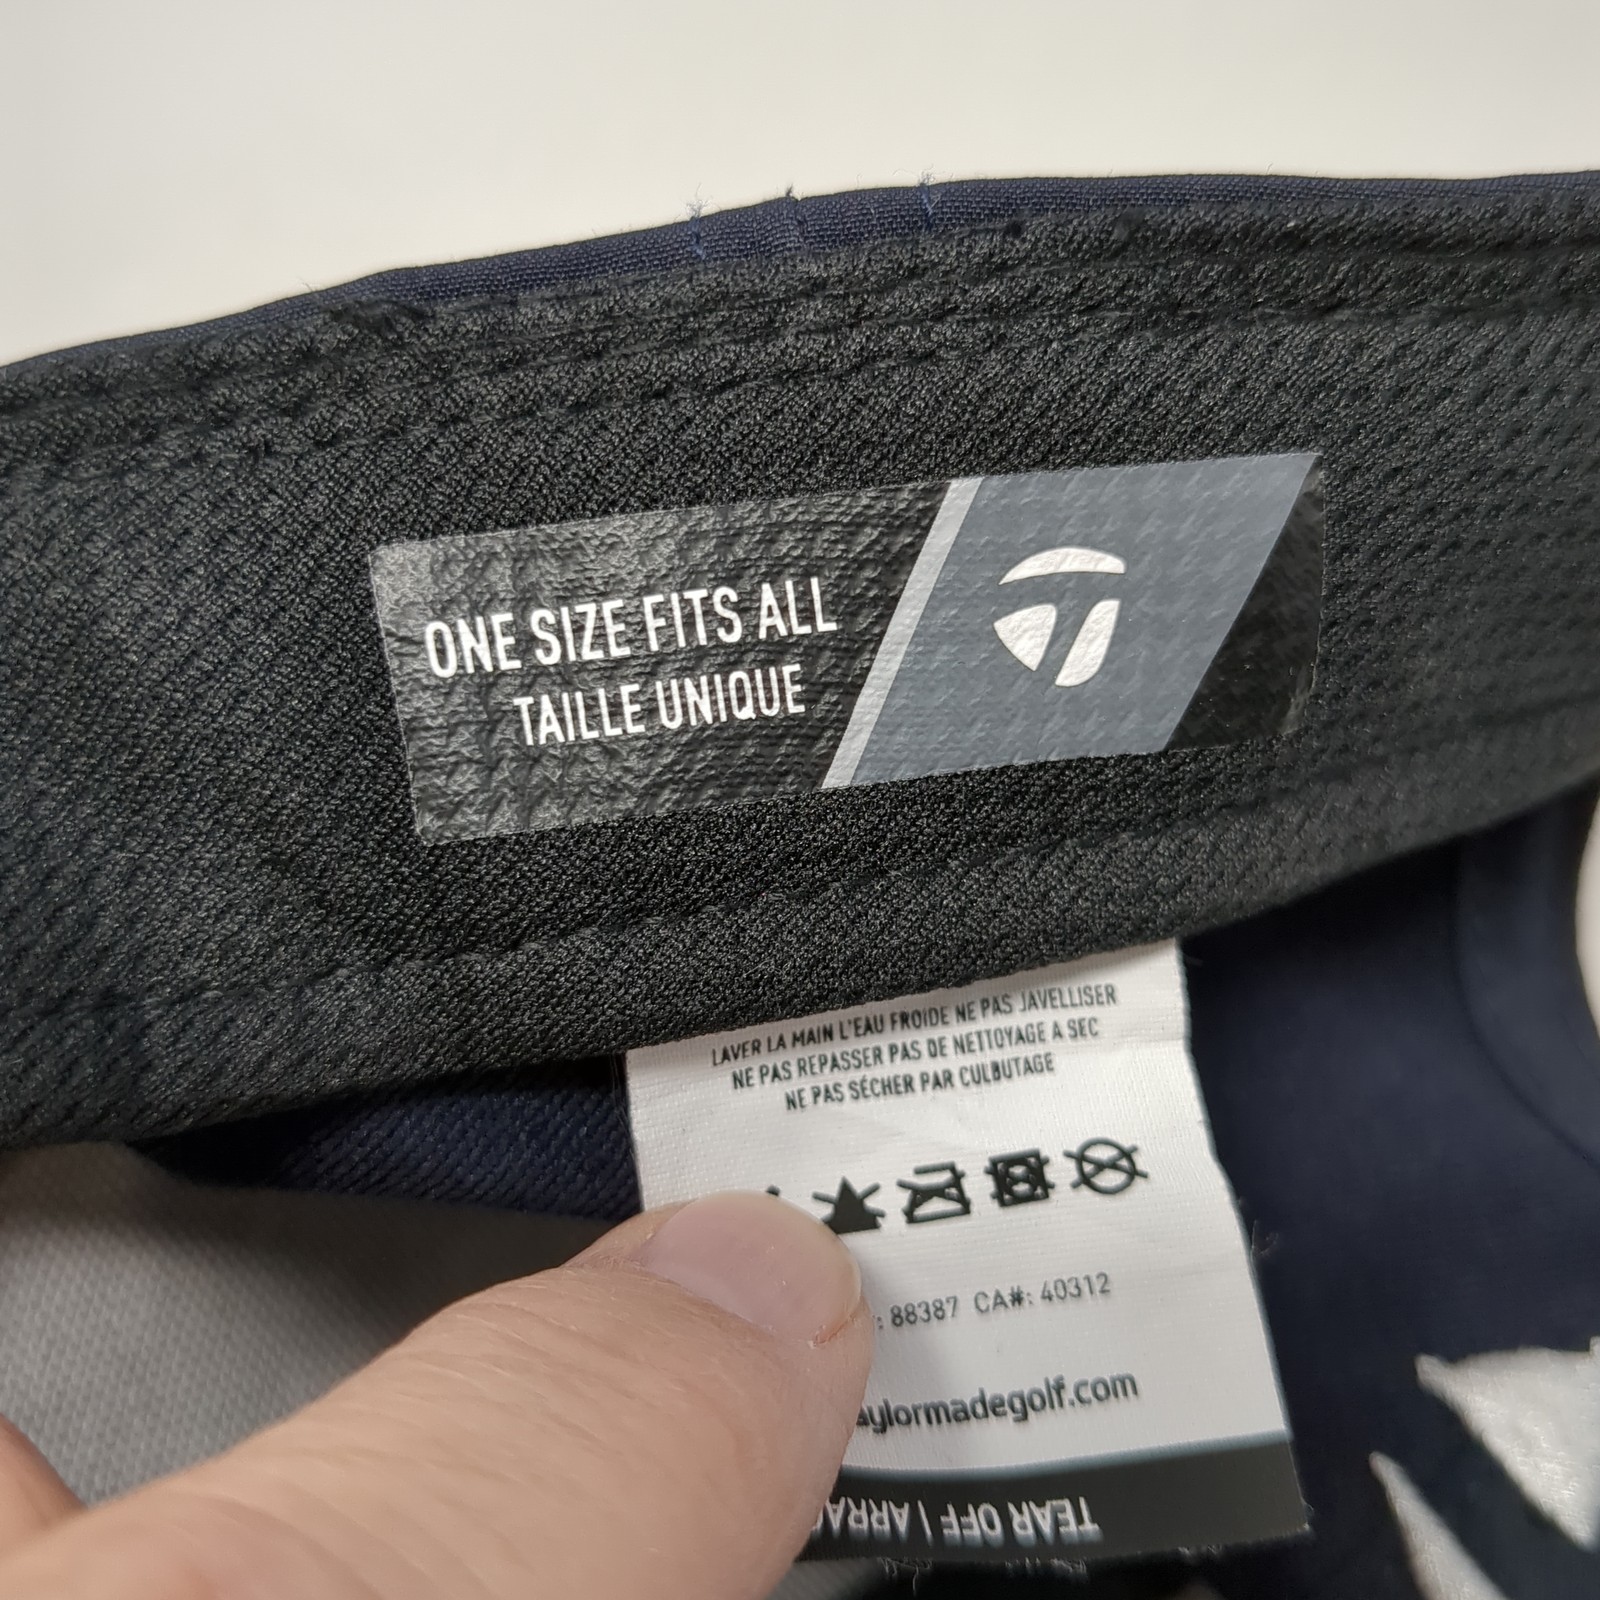 ONE SIZE FITS ALL
TAILLE UNIQUE
LAVER LA MAIN L'EAU FROIDE NE PAS JAVELLISER
NE PAS REPASSER PAS DE NETTOYAGE A SEC
NE PAS SÉCHER PAR CULBUTAGE
: 88387 CA#: 40312
aylormadegolf.com
TEAR OFF | ARRA